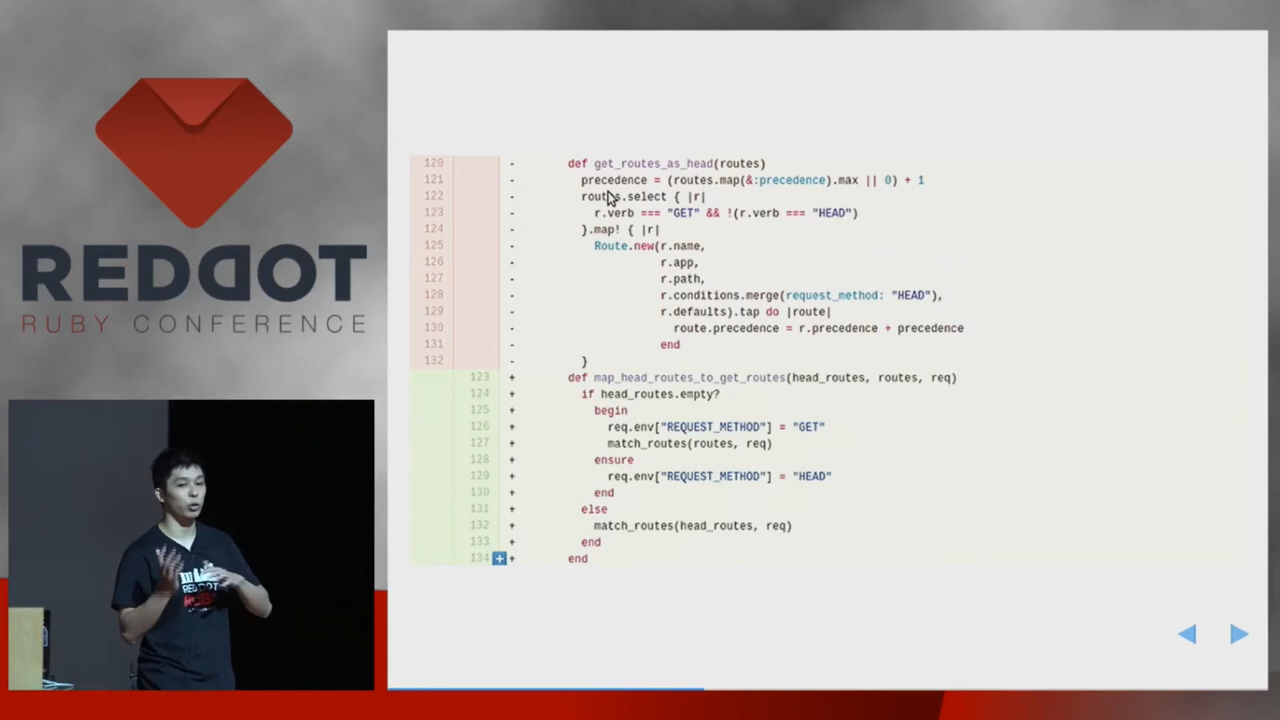 REDDOT
RUBY CONFERENCE
120 - def get_routes_as_head(routes)
121 - precedence = (routes.map(&:precedence).max || 0) + 1
122 - routes.select { |r|
123 - r.verb === "GET" && !(r.verb === "HEAD")
124 - }.map! { |r|
125 - Route.new(r.name,
126 - r.app,
127 - r.path,
128 - r.conditions.merge(request_method: "HEAD"),
129 - r.defaults).tap do |route|
130 - route.precedence = r.precedence + precedence
131 - end
132 - }
123 + def map_head_routes_to_get_routes(head_routes, routes, req)
124 + if head_routes.empty?
125 + begin
126 + req.env["REQUEST_METHOD"] = "GET"
127 + match_routes(routes, req)
128 + ensure
129 + req.env["REQUEST_METHOD"] = "HEAD"
130 + end
131 + else
132 + match_routes(head_routes, req)
133 + end
134 + end
RED DOT
RUBY